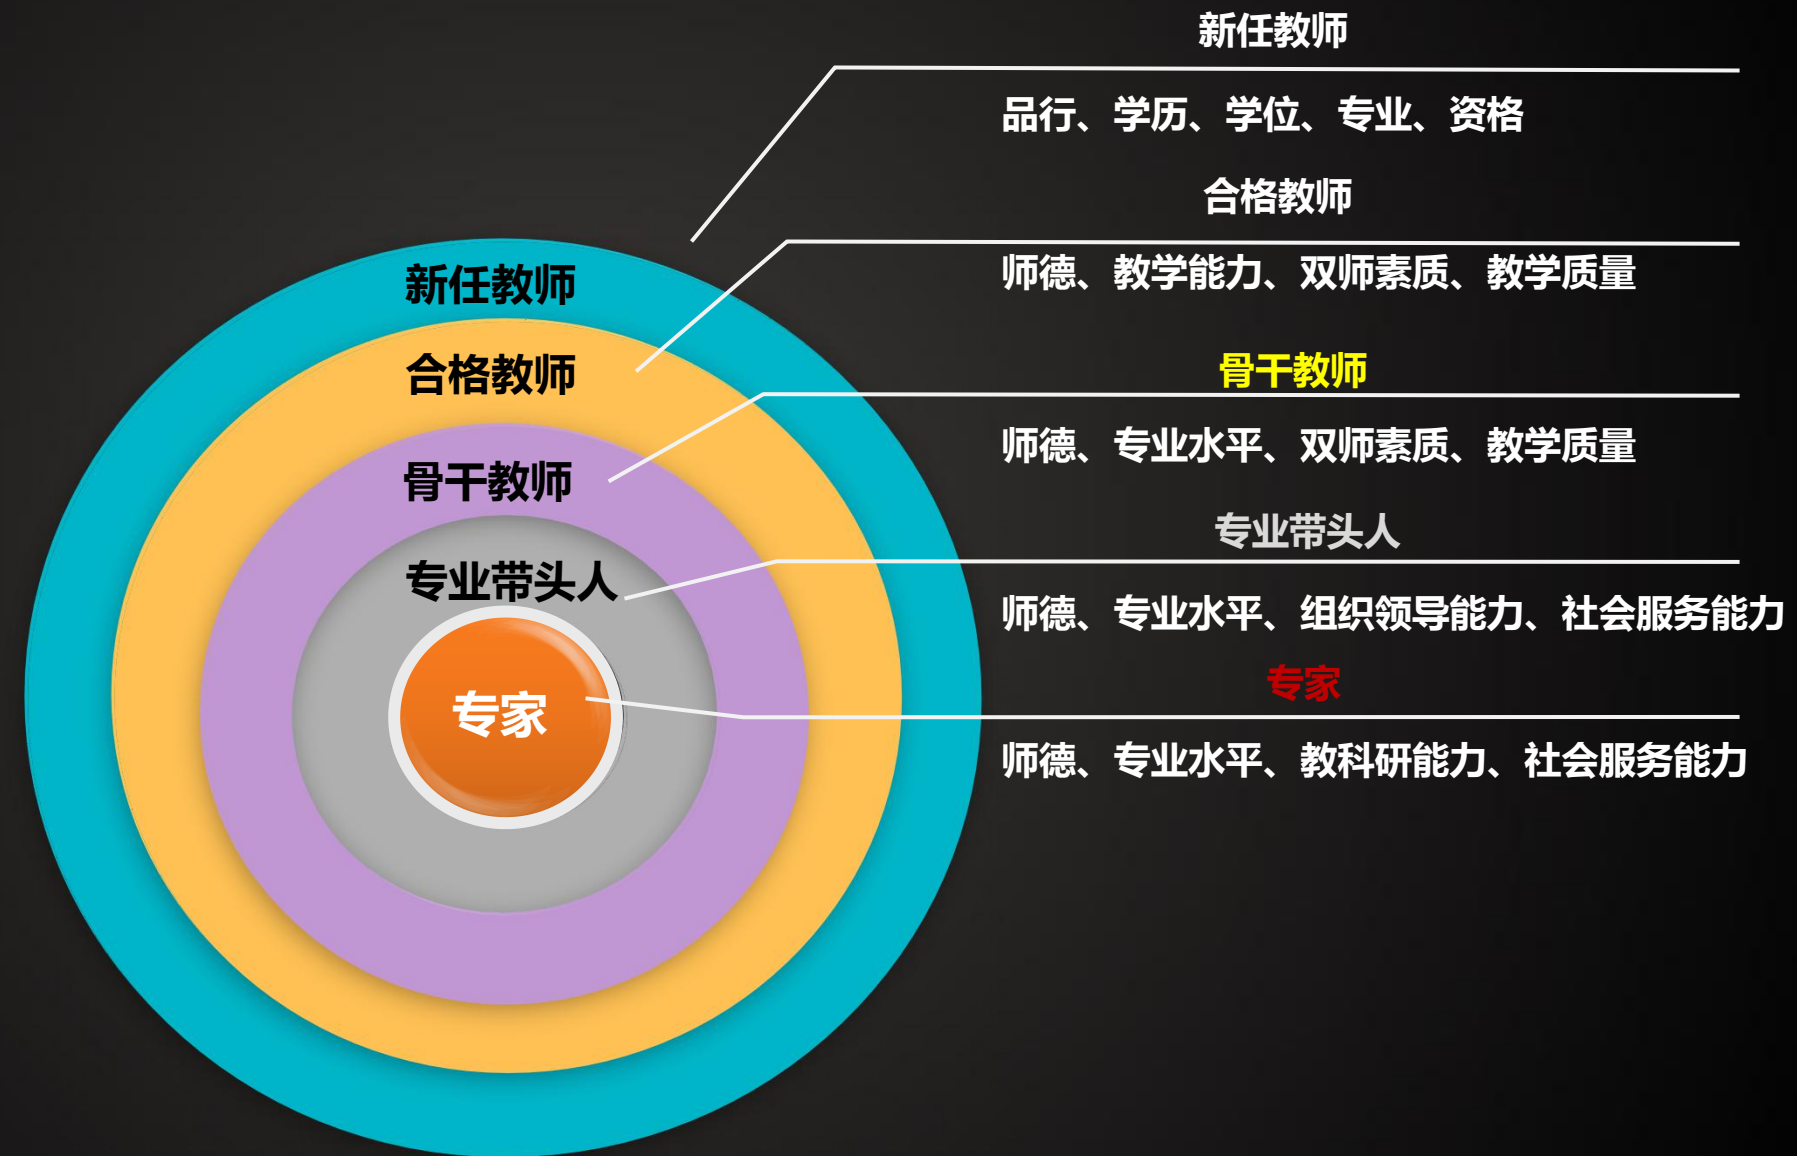 新任教师
品行、学历、学位、专业、资格
合格教师
师德、教学能力、双师素质、教学质量
骨干教师
师德、专业水平、双师素质、教学质量
专业带头人
师德、专业水平、组织领导能力、社会服务能力
专家
师德、专业水平、教科研能力、社会服务能力
新任教师
合格教师
骨干教师
专业带头人
专家